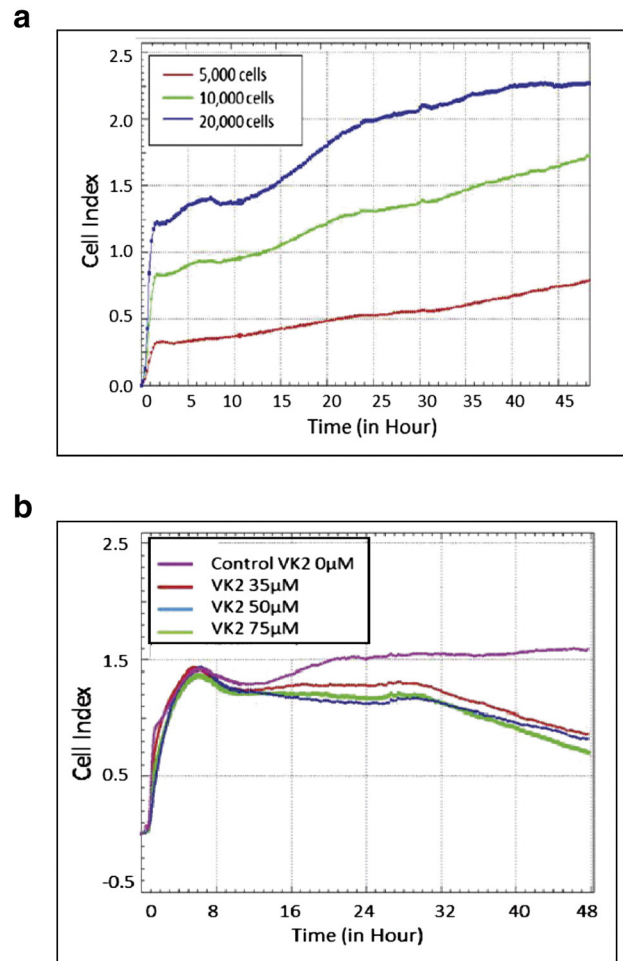 a
2.5
5,000 cells
10,000 cells
20,000 cells
2.0
1.5
1.0
0.5
0.0
Cell Index
0 5 10 15 20 25 30 35 40 45
Time (in Hour)
b
2.5
Control VK2 0µM
VK2 35µM
VK2 50µM
VK2 75µM
1.5
0.5
-0.5
Cell Index
0 8 16 24 32 40 48
Time (in Hour)